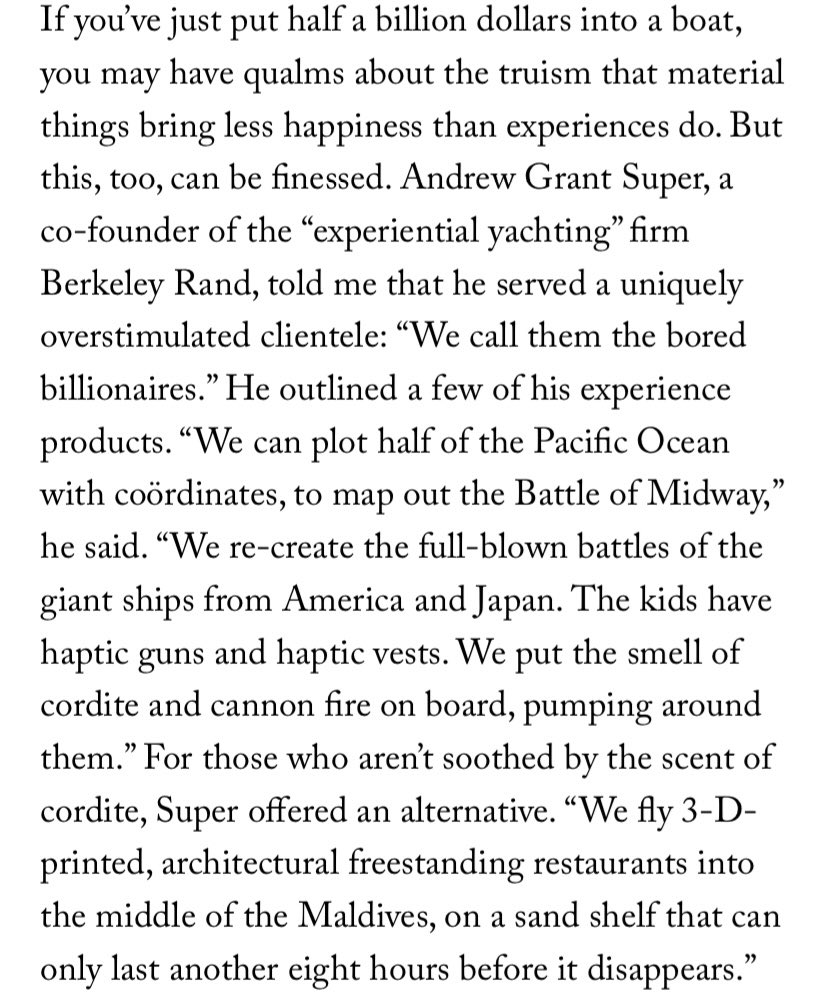 If you’ve just put half a billion dollars into a boat,
you may have qualms about the truism that material
things bring less happiness than experiences do. But
this, too, can be finessed. Andrew Grant Super, a
co-founder of the “experiential yachting” firm
Berkeley Rand, told me that he served a uniquely
overstimulated clientele: “We call them the bored
billionaires.” He outlined a few of his experience
products. “We can plot half of the Pacific Ocean
with coördinates, to map out the Battle of Midway,”
he said. “We re-create the full-blown battles of the
giant ships from America and Japan. The kids have
haptic guns and haptic vests. We put the smell of
cordite and cannon fire on board, pumping around
them.” For those who aren’t soothed by the scent of
cordite, Super offered an alternative. “We fly 3-D-
printed, architectural freestanding restaurants into
the middle of the Maldives, on a sand shelf that can
only last another eight hours before it disappears.”